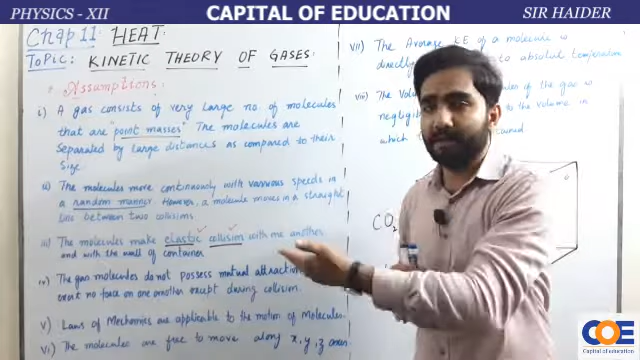 PHYSICS - XII
CAPITAL OF EDUCATION
SIR HAIDER
Chap 11 HEAT
TOPIC: KINETIC THEORY OF GASES.
Assumptions
i) A gas consists of very large no of molecules
that are "point masses" The molecules are
separated by large distances as compared to their
size
ii) The molecules move continuously with various speeds
in a random manner. However, a molecule moves in a straight
line between two collisions
iii) The molecules make elastic collision with one another
and with the wall of container
iv) The gas molecules do not possess mutual attraction
exert no force on one another except during collision.
v) Laws of Mechanics are applicable to the motion of Molecules.
vi) The molecules are free to move along x, y, z axes
vii) The Average KE of a molecule is
directly to absolute temperature
viii) The of the gas is
negligible to the volume in
which
CO2
COE
Capital of education